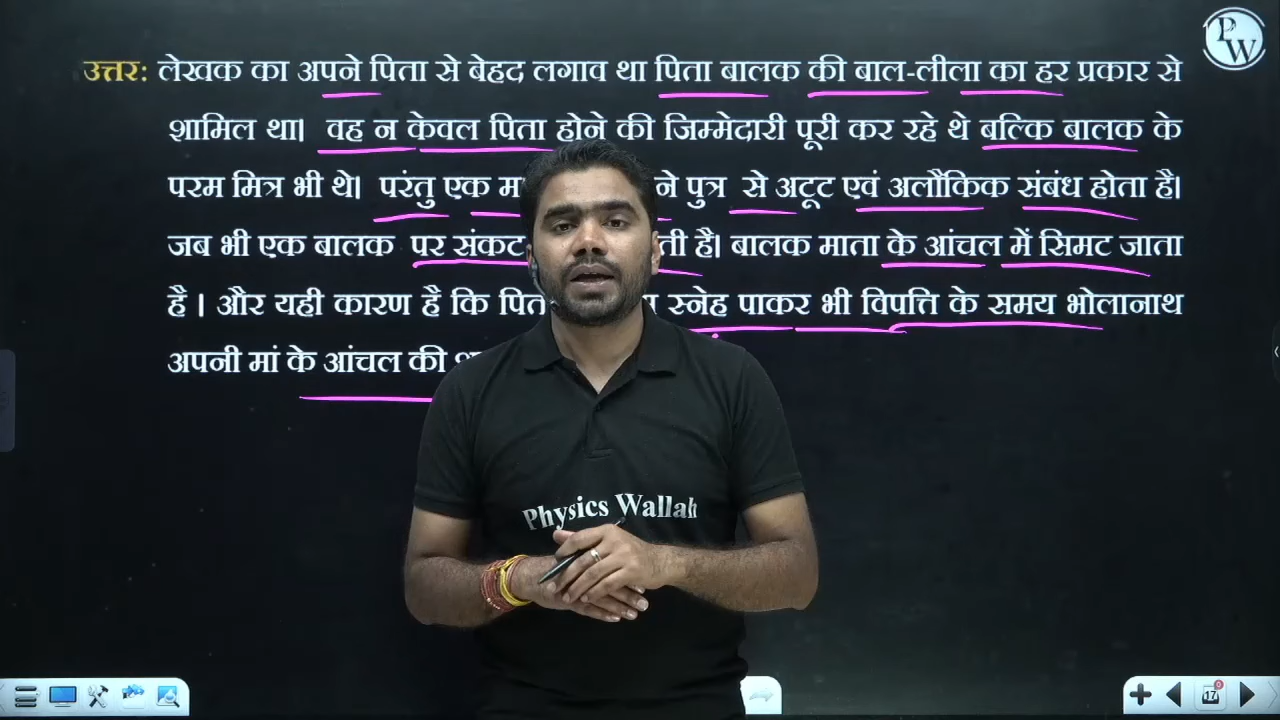 PW
उत्तर: लेखक का अपने पिता से बेहद लगाव था पिता बालक की बाल-लीला का हर प्रकार से
शामिल था। वह न केवल पिता होने की जिम्मेदारी पूरी कर रहे थे बल्कि बालक के
परम मित्र भी थे। परंतु एक ने पुत्र से अटूट एवं अलौकिक संबंध होता है।
जब भी एक बालक पर संकट ती है। बालक माता के आंचल में सिमट जाता
है । और यही कारण है कि स्नेह पाकर भी विपत्ति के समय भोलानाथ
अपनी मां के आंचल की
Physics Wallah
17